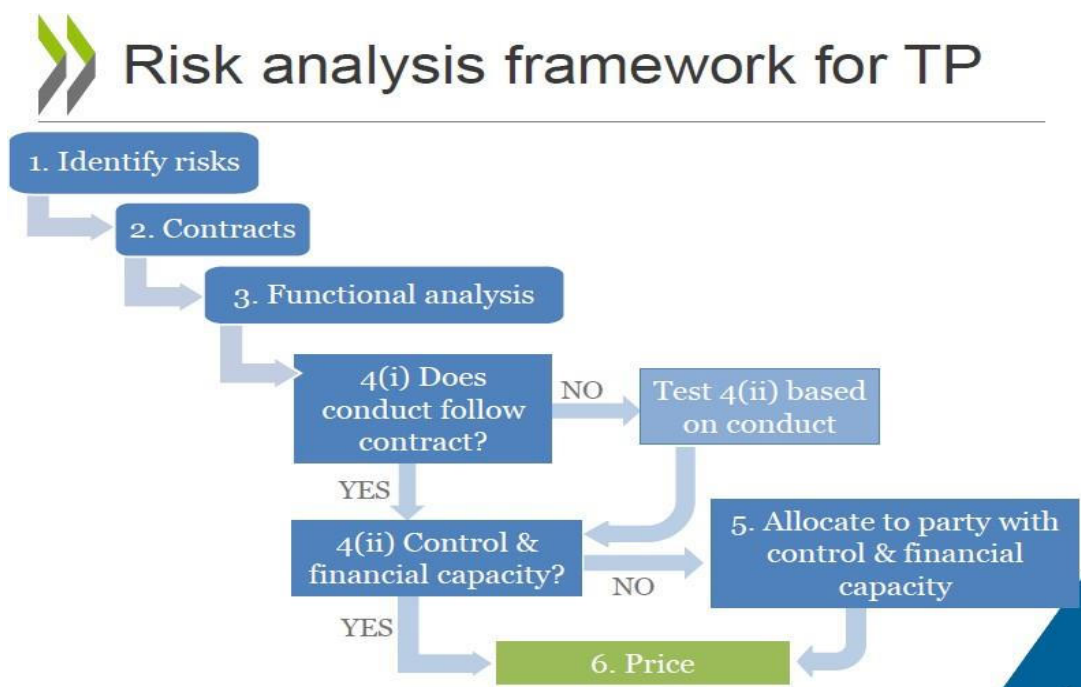 Risk analysis framework for TP
1. Identify risks
2. Contracts
3. Functional analysis
4(i) Does
conduct follow
contract?
NO
Test 4(ii) based
on conduct
YES
4(ii) Control &
financial capacity?
NO
5. Allocate to party with
control & financial
capacity
YES
6. Price